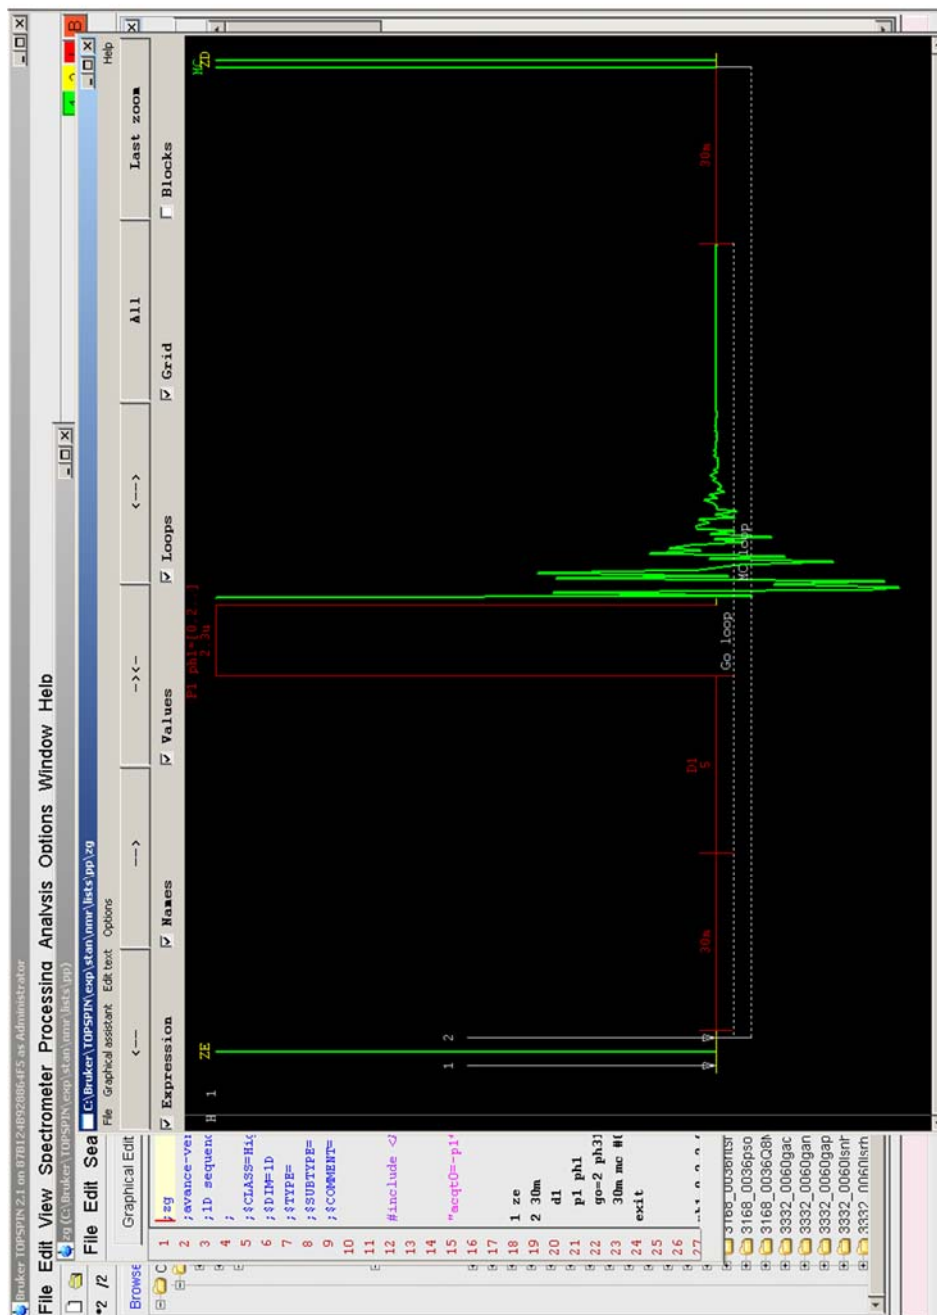 Bruker TOPSPIN 2.1 on 87B124B928864F5 as Administrator
File Edit View Spectrometer Processing Analysis Options Window Help
zg (C:\Bruker\TOPSPIN\exp\stan\nmr\lists\pp)
File Edit Sea
C:\Bruker\TOPSPIN\exp\stan\nmr\lists\pp\zg
File Graphical assistant Edit text Options Help
*2 /2
Browse
Graphical Edit
<-- --> -><- <---> All Last zoom
Expression Names Values Loops Grid Blocks
1 ;zg
2 ;avance-ver
3 ;1D sequenc
4 ;
5 ;$CLASS=Hig
6 ;$DIM=1D
7 ;$TYPE=
8 ;$SUBTYPE=
9 ;$COMMENT=
10
11
12 #include <
13
14
15 "acqt0=-p1*
16
17
18 1 ze
19 2 30m
20 d1
21 p1 ph1
22 go=2 ph31
23 30m mc #0
24 exit
25
26
27
H 1
ZE
1
2
30m
D1
5
P1 ph1=[0.2..]
2.3u
Go loop
MC loop
30m
MC
ZD
B
3168_0036pso
3332_0060gac
3332_0060gan
3332_0060gap
3332_0060lsnr